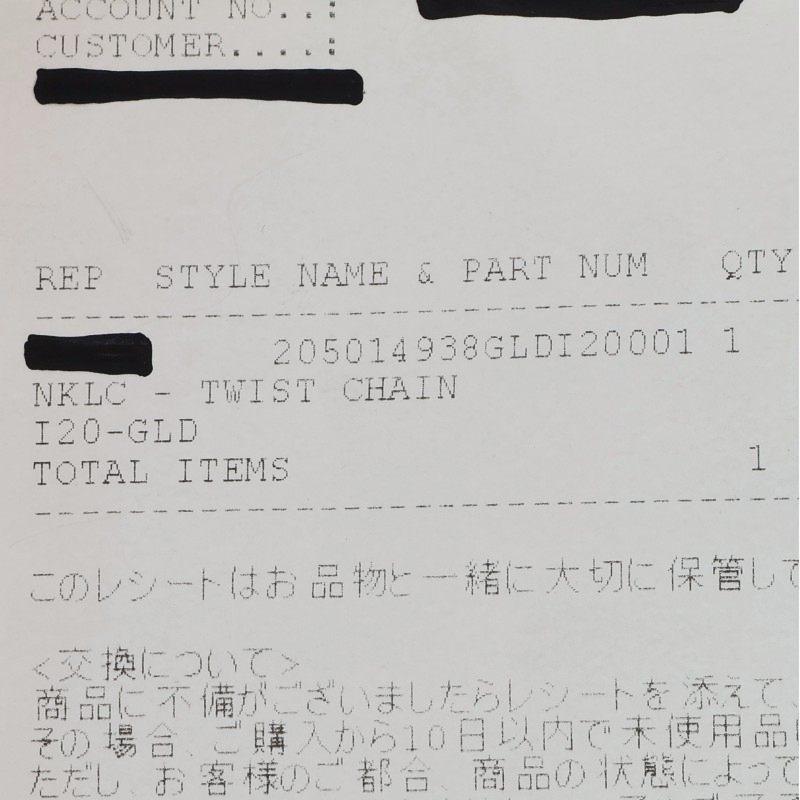 ACCOUNT NO..:
CUSTOMER....:
REP STYLE NAME & PART NUM QTY
205014938GLDI20001 1
NKLC - TWIST CHAIN
I20-GLD
TOTAL ITEMS 1
このレシートはお品物と一緒に大切に保管して
<交換について>
商品に不備がございましたらレシートを添えて、
その場合、ご購入から10日以内で未使用品に
ただし、お客様のご都合、商品の状態によって